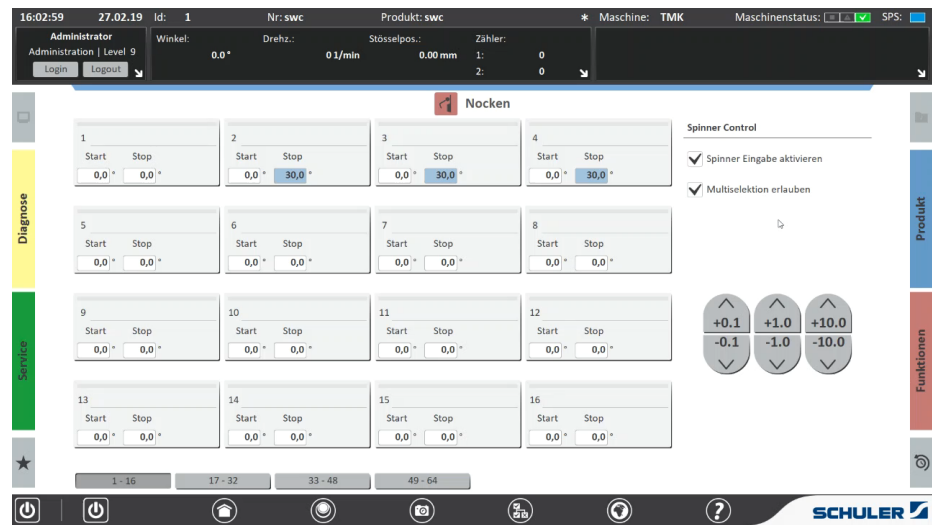 16:02:59 27.02.19 Id: 1 Nr: swc Produkt: swc * Maschine: TMK Maschinenstatus: SPS:
Administrator
Administration | Level 9
Login Logout
Winkel: Drehz.: Stösselpos.: Zähler:
0.0 ° 0 1/min 0.00 mm 1: 0
2: 0
Nocken
Diagnose
Service
1 2 3 4
Start Stop Start Stop Start Stop Start Stop
0,0 ° 0,0 ° 0,0 ° 30,0 ° 0,0 ° 30,0 ° 0,0 ° 30,0 °
5 6 7 8
Start Stop Start Stop Start Stop Start Stop
0,0 ° 0,0 ° 0,0 ° 0,0 ° 0,0 ° 0,0 ° 0,0 ° 0,0 °
9 10 11 12
Start Stop Start Stop Start Stop Start Stop
0,0 ° 0,0 ° 0,0 ° 0,0 ° 0,0 ° 0,0 ° 0,0 ° 0,0 °
13 14 15 16
Start Stop Start Stop Start Stop Start Stop
0,0 ° 0,0 ° 0,0 ° 0,0 ° 0,0 ° 0,0 ° 0,0 ° 0,0 °
1 - 16 17 - 32 33 - 48 49 - 64
Spinner Control
Spinner Eingabe aktivieren
Multiselektion erlauben
+0.1 +1.0 +10.0
-0.1 -1.0 -10.0
Produkt
Funktionen
?
SCHULER